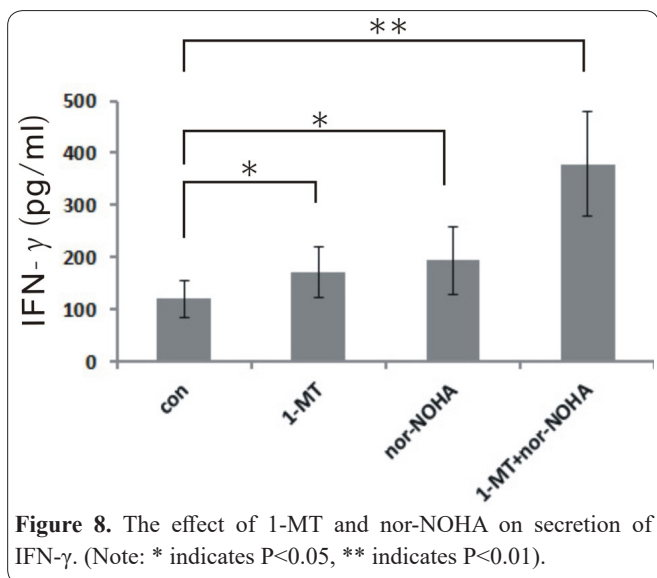 **
500
400
300
200
100
0
IFN- γ (pg/ml)
*
*
con
1-MT
nor-NOHA
1-MT+nor-NOHA
Figure 8. The effect of 1-MT and nor-NOHA on secretion of
IFN-γ. (Note: * indicates P<0.05, ** indicates P<0.01).